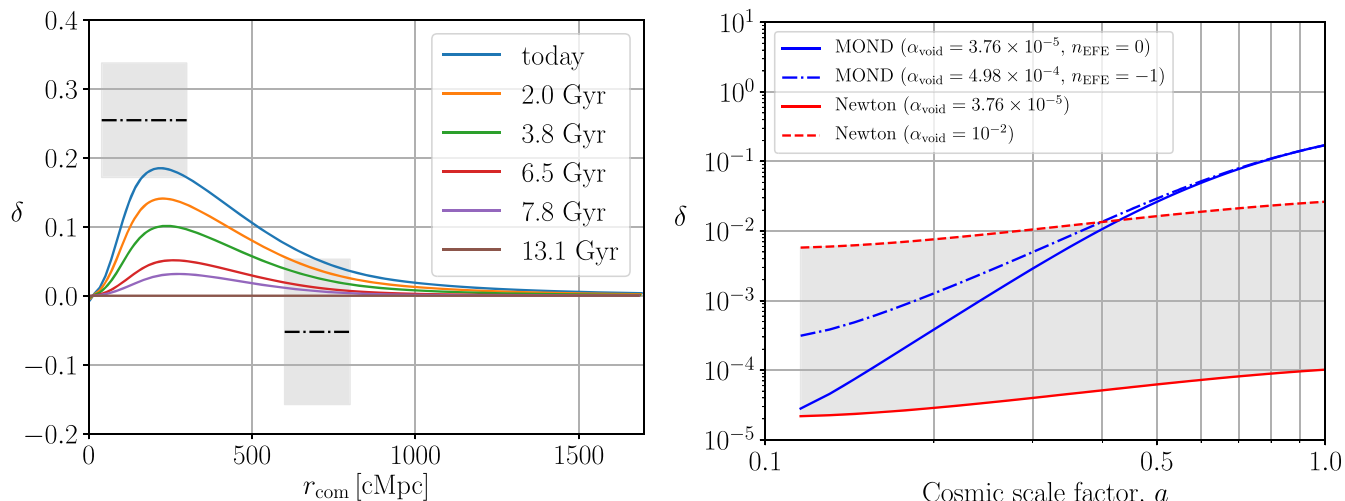 0.4
0.3
0.2
0.1
0.0
−0.1
−0.2
δ
0
500
1000
1500
r_com [cMpc]
today
2.0 Gyr
3.8 Gyr
6.5 Gyr
7.8 Gyr
13.1 Gyr
10^1
10^0
10^−1
10^−2
10^−3
10^−4
10^−5
δ
0.1
0.5
1.0
Cosmic scale factor, a
MOND (α_void = 3.76 × 10^−5, n_EFE = 0)
MOND (α_void = 4.98 × 10^−4, n_EFE = −1)
Newton (α_void = 3.76 × 10^−5)
Newton (α_void = 10^−2)